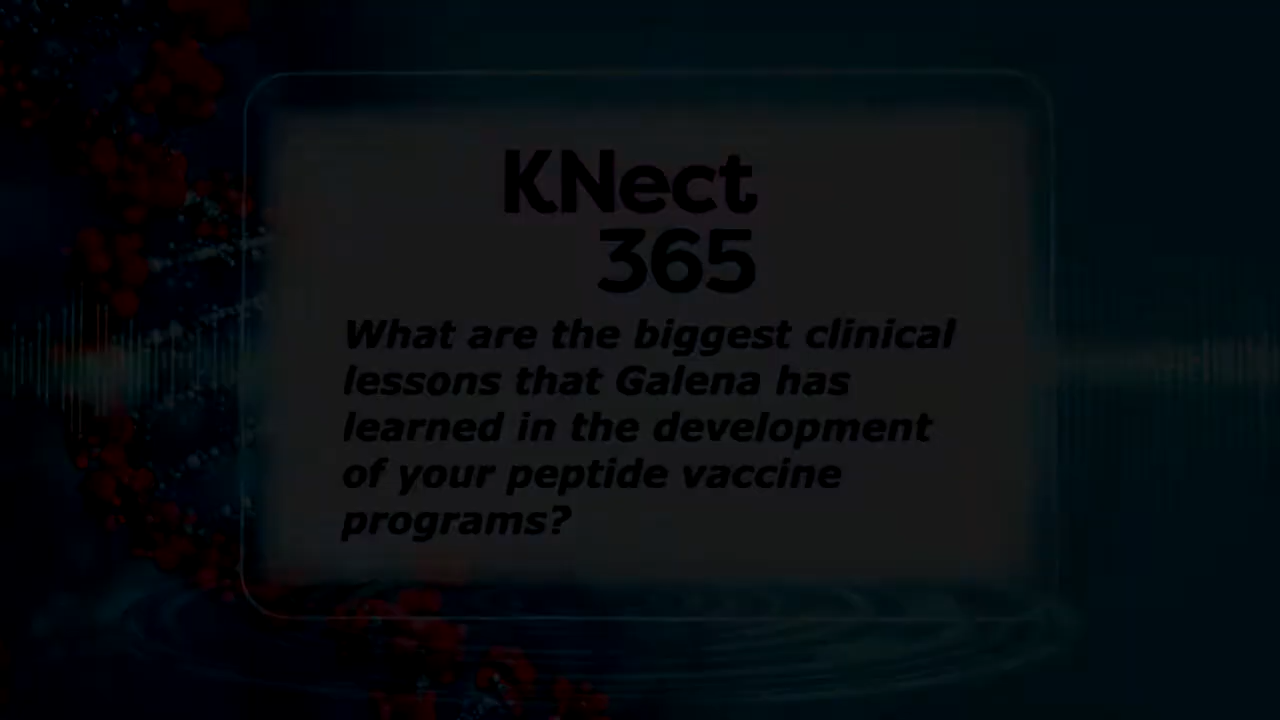 KNect
365
What are the biggest clinical
lessons that Galena has
learned in the development
of your peptide vaccine
programs?